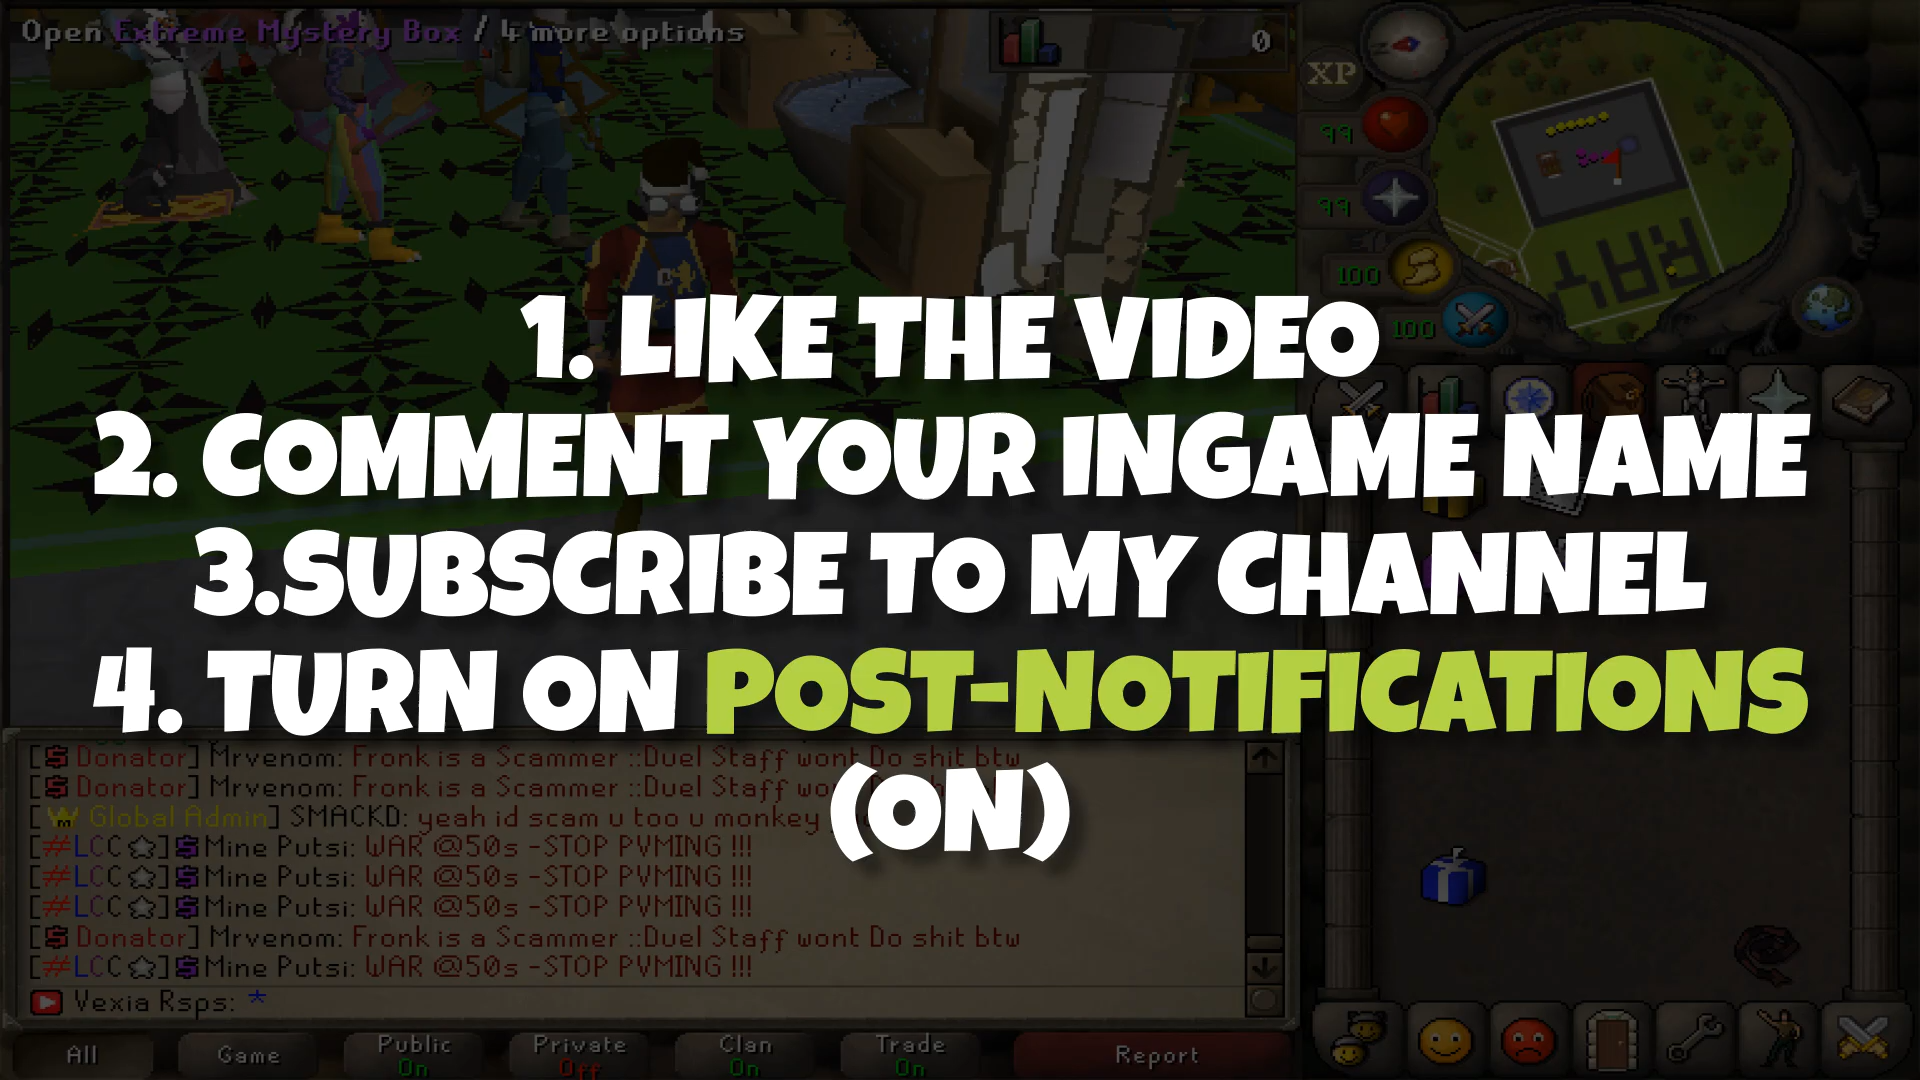 Open Extreme Mystery Box / 4 more options
0
XP
99
99
100
100
1. LIKE THE VIDEO
2. COMMENT YOUR INGAME NAME
3.SUBSCRIBE TO MY CHANNEL
4. TURN ON POST-NOTIFICATIONS
(ON)
[$ Donator] Mrvenom: Fronk is a Scammer ::Duel Staff wont Do shit btw
[$ Donator] Mrvenom: Fronk is a Scammer ::Duel Staff wont Do shit btw
[Global Admin] SMACKD: yeah id scam u too u monkey
[#LCC]$Mine Putsi: WAR @50s -STOP PVMING !!!
[#LCC]$Mine Putsi: WAR @50s -STOP PVMING !!!
[#LCC]$Mine Putsi: WAR @50s -STOP PVMING !!!
[$ Donator] Mrvenom: Fronk is a Scammer ::Duel Staff wont Do shit btw
[#LCC]$Mine Putsi: WAR @50s -STOP PVMING !!!
Vexia Rsps: *
All Game Public Private Clan Trade Report
On Off On On